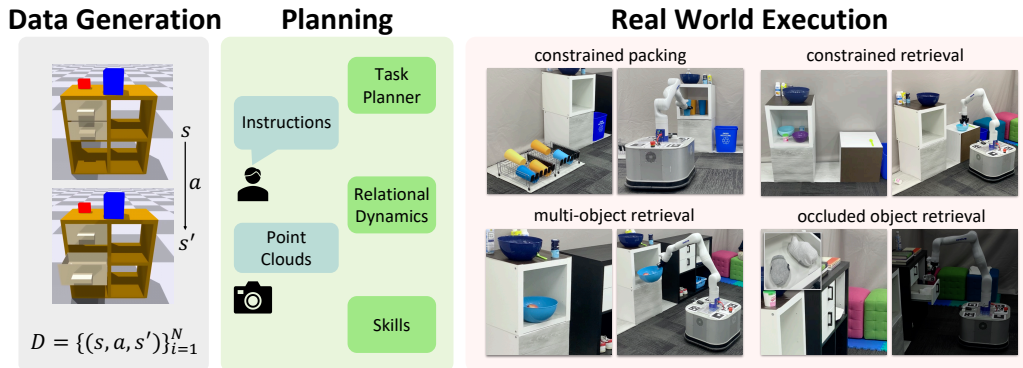 Data Generation
Planning
Real World Execution
s
a
s′
D = {(s, a, s′)}_{i=1}^{N}
Instructions
Point
Clouds
Task
Planner
Relational
Dynamics
Skills
constrained packing
constrained retrieval
multi-object retrieval
occluded object retrieval